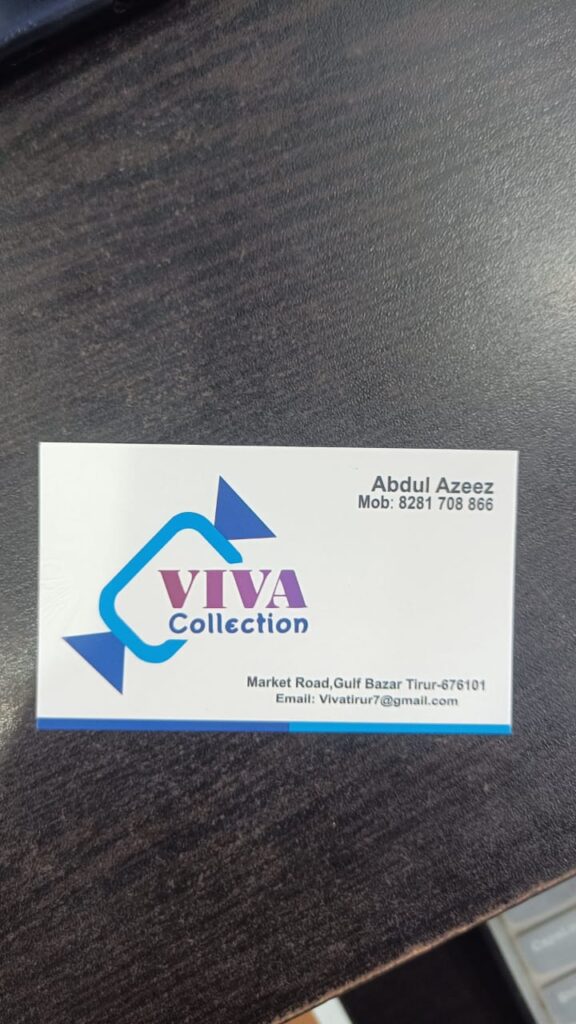 Abdul Azeez
Mob: 8281 708 866
VIVA
Collection
Market Road,Gulf Bazar Tirur-676101
Email: Vivatirur7@gmail.com